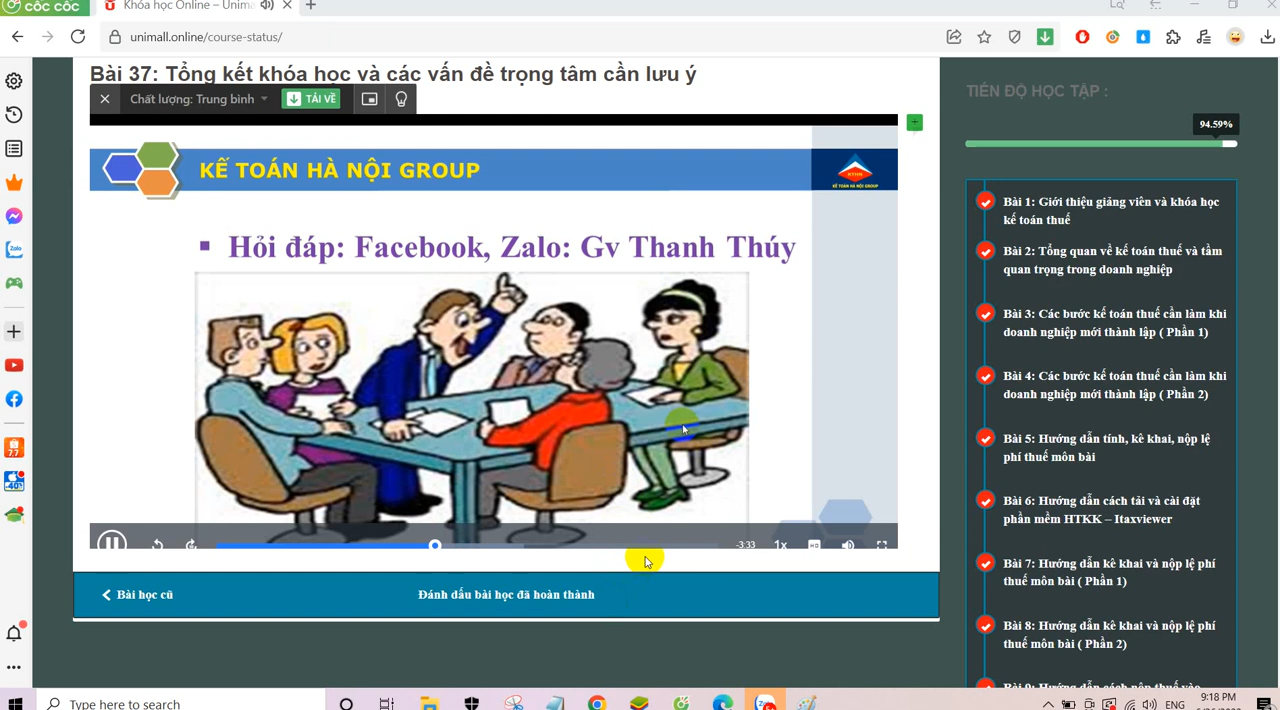 cốc cốc
Khóa học Online – Unima
unimall.online/course-status/
Bài 37: Tổng kết khóa học và các vấn đề trọng tâm cần lưu ý
Chất lượng: Trung bình
TẢI VỀ
KẾ TOÁN HÀ NỘI GROUP
KTHN
KẾ TOÁN HÀ NỘI GROUP
Hỏi đáp: Facebook, Zalo: Gv Thanh Thúy
-3:33
1x
HD
Bài học cũ
Đánh dấu bài học đã hoàn thành
TIẾN ĐỘ HỌC TẬP :
94.59%
Bài 1: Giới thiệu giảng viên và khóa học
kế toán thuế
Bài 2: Tổng quan về kế toán thuế và tầm
quan trọng trong doanh nghiệp
Bài 3: Các bước kế toán thuế cần làm khi
doanh nghiệp mới thành lập ( Phần 1)
Bài 4: Các bước kế toán thuế cần làm khi
doanh nghiệp mới thành lập ( Phần 2)
Bài 5: Hướng dẫn tính, kê khai, nộp lệ
phí thuế môn bài
Bài 6: Hướng dẫn cách tải và cài đặt
phần mềm HTKK – Itaxviewer
Bài 7: Hướng dẫn kê khai và nộp lệ phí
thuế môn bài ( Phần 1)
Bài 8: Hướng dẫn kê khai và nộp lệ phí
thuế môn bài ( Phần 2)
Zalo
7.7
-40%
Type here to search
ENG
9:18 PM